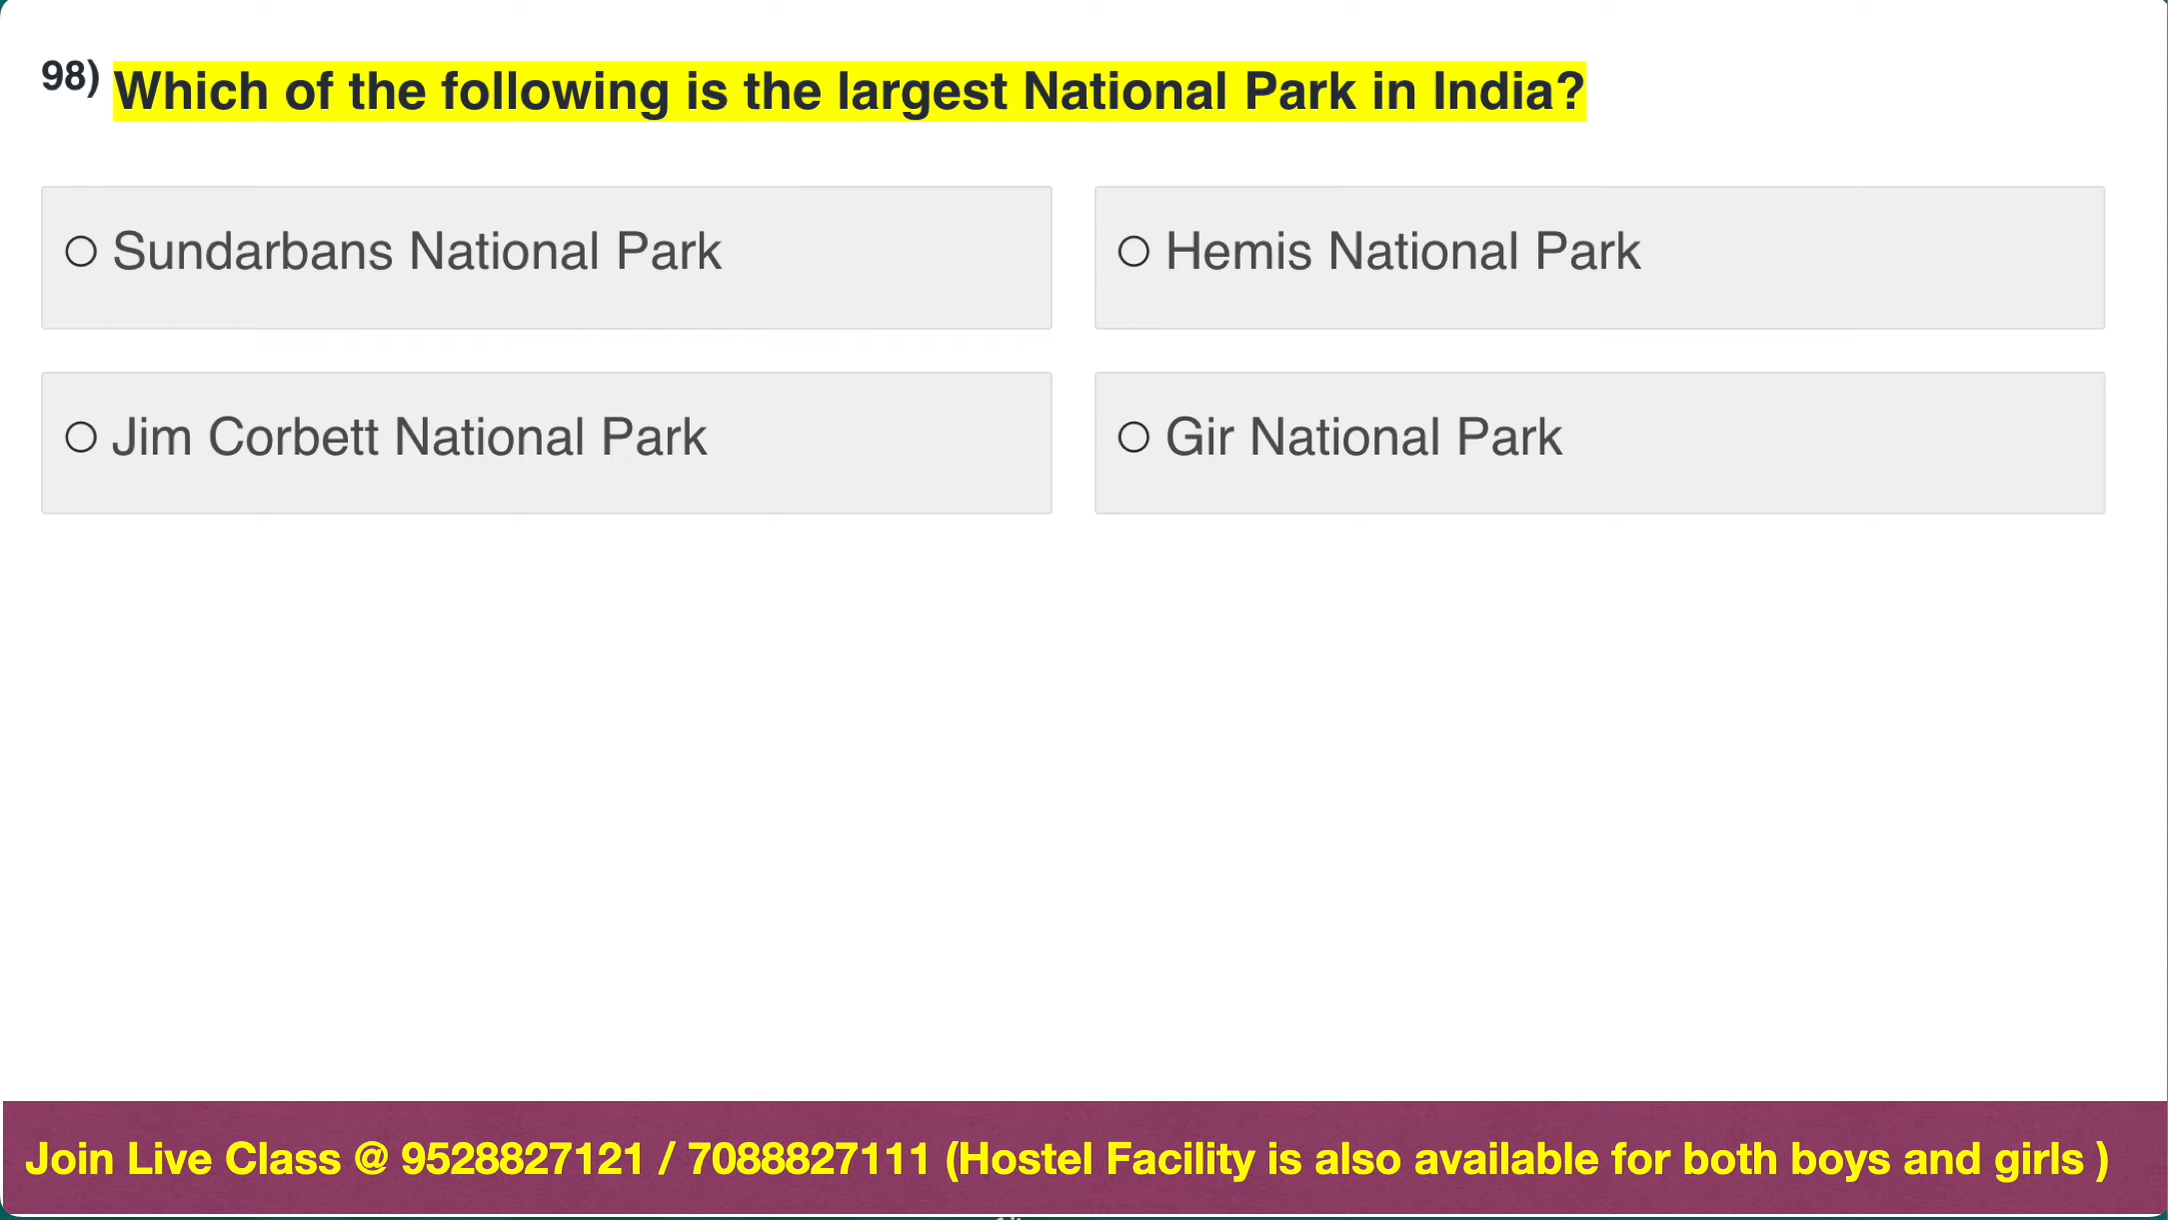 98) Which of the following is the largest National Park in India?
Sundarbans National Park
Hemis National Park
Jim Corbett National Park
Gir National Park
Join Live Class @ 9528827121 / 7088827111 (Hostel Facility is also available for both boys and girls )